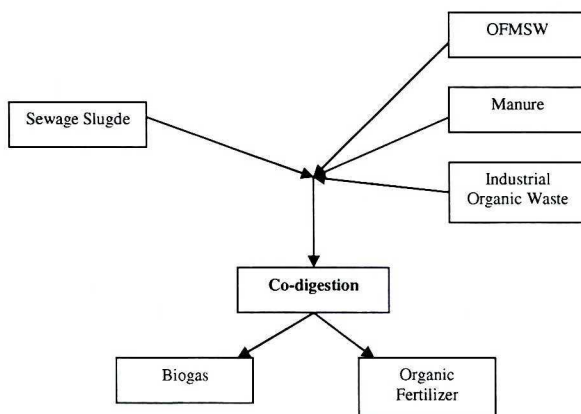 OFMSW
Sewage Slugde
Manure
Industrial
Organic Waste
Co-digestion
Biogas
Organic
Fertilizer